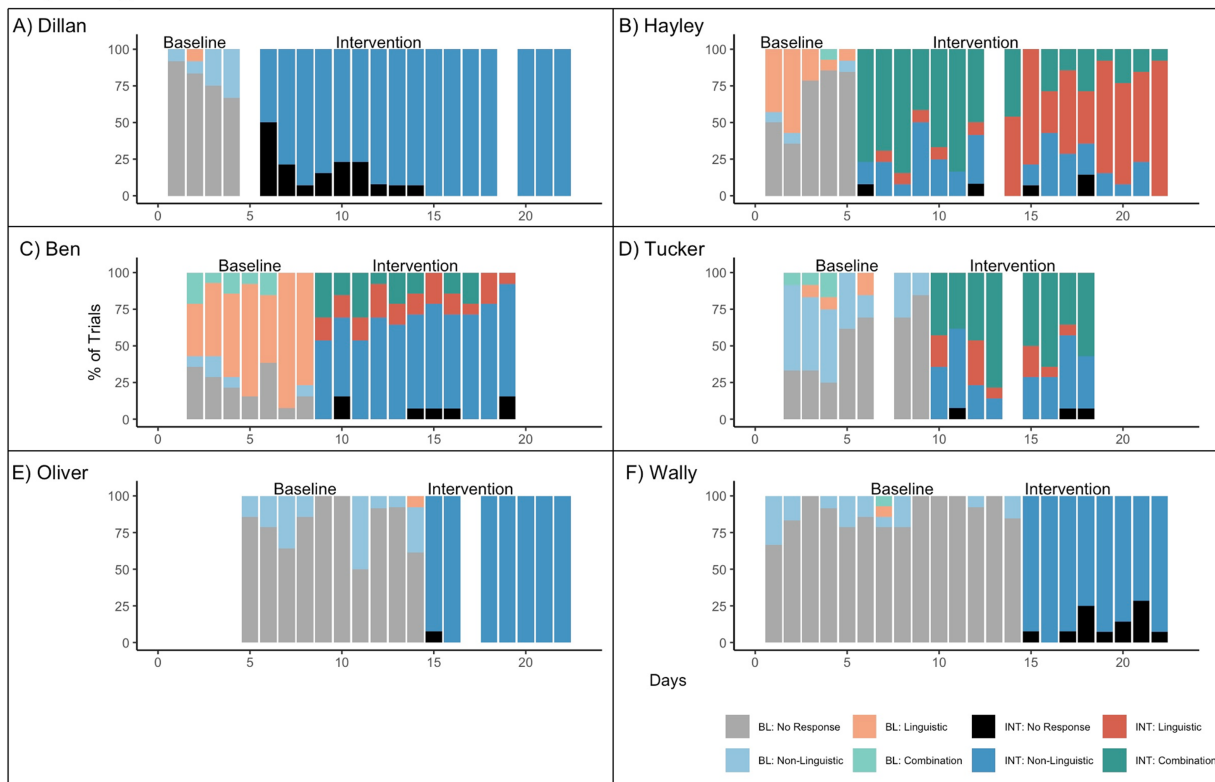 A) Dillan
Baseline Intervention
100
75
50
25
0
0 5 10 15 20
B) Hayley
Baseline Intervention
100
75
50
25
0
0 5 10 15 20
C) Ben
Baseline Intervention
100
75
50
25
0
0 5 10 15 20
D) Tucker
Baseline Intervention
100
75
50
25
0
0 5 10 15 20
% of Trials
E) Oliver
Baseline Intervention
100
75
50
25
0
0 5 10 15 20
F) Wally
Baseline Intervention
100
75
50
25
0
0 5 10 15 20
Days
BL: No Response BL: Linguistic INT: No Response INT: Linguistic
BL: Non-Linguistic BL: Combination INT: Non-Linguistic INT: Combination